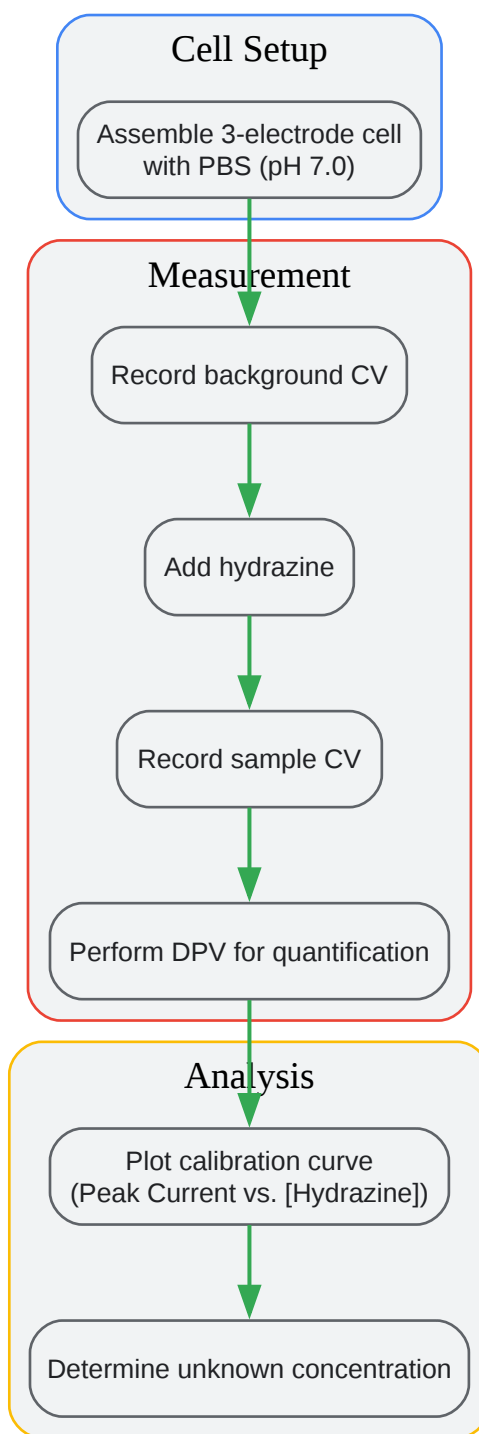 Cell Setup
Assemble 3-electrode cell
with PBS (pH 7.0)
Measurement
Record background CV
Add hydrazine
Record sample CV
Perform DPV for quantification
Analysis
Plot calibration curve
(Peak Current vs. [Hydrazine])
Determine unknown concentration